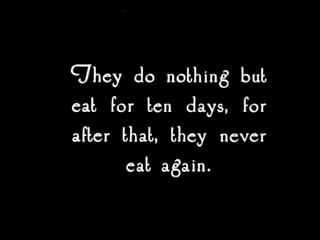 They do nothing but
eat for ten days, for
after that, they never
eat again.